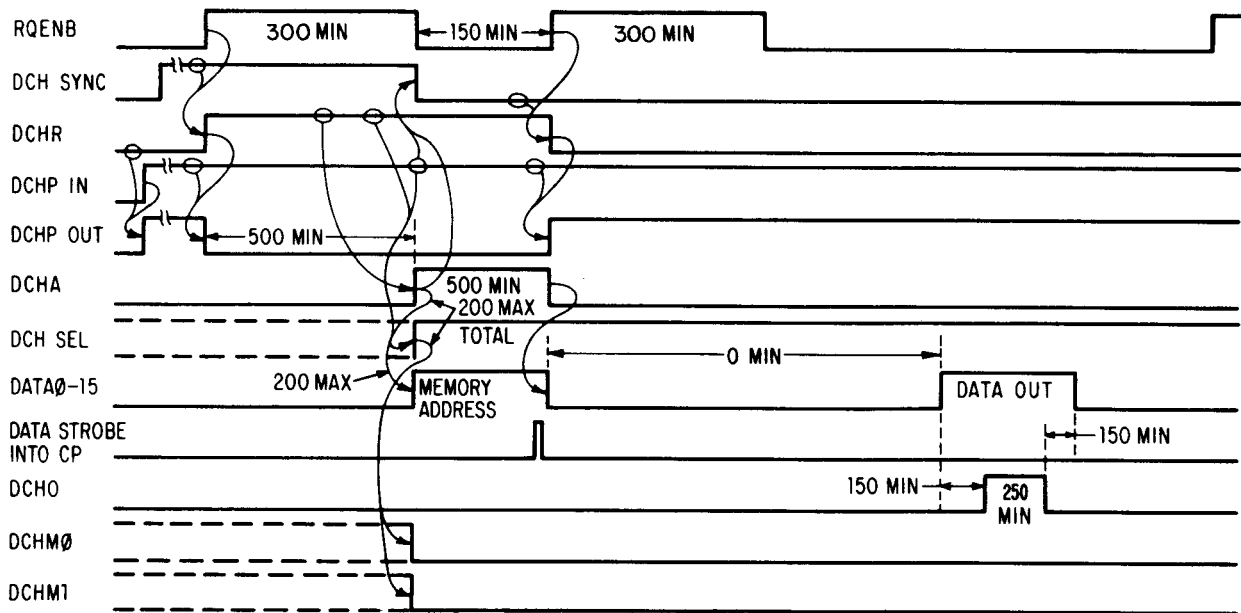 RQENB 300 MIN 150 MIN 300 MIN
DCH SYNC
DCHR
DCHP IN
DCHP OUT 500 MIN
DCHA 500 MIN
200 MAX
DCH SEL TOTAL
0 MIN
200 MAX
DATAØ-15 MEMORY ADDRESS DATA OUT
DATA STROBE
INTO CP 150 MIN
150 MIN
DCHO 250 MIN
DCHMØ
DCHM1